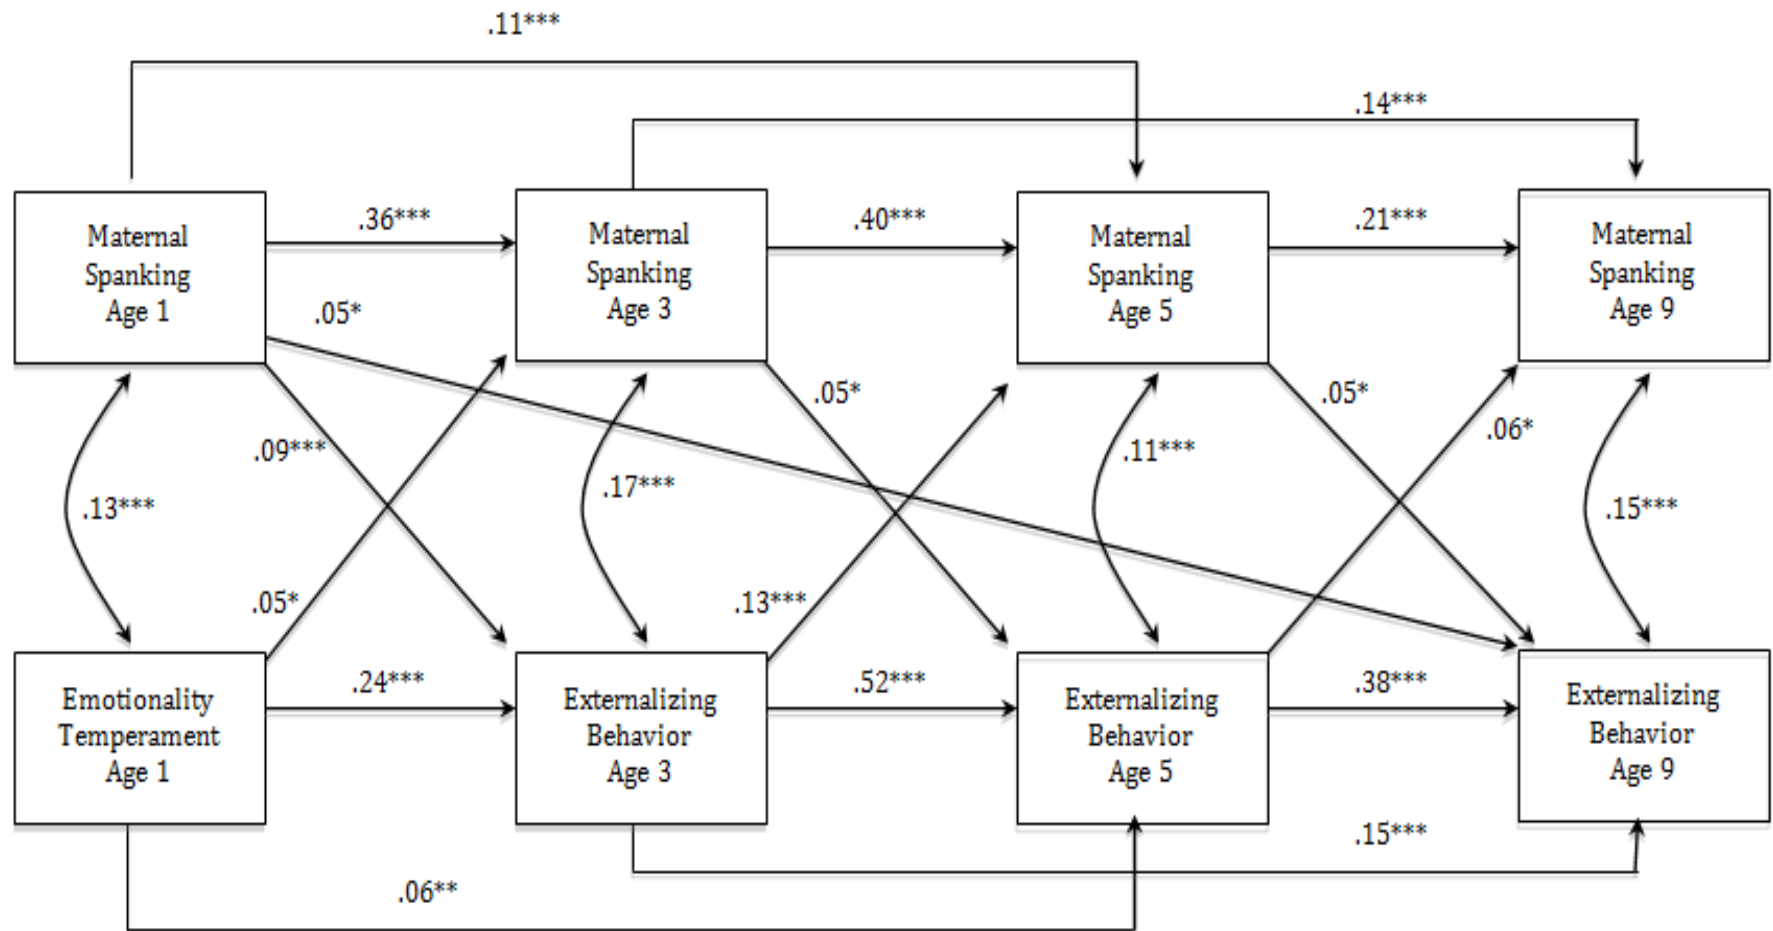 .11***
.14***
Maternal
Spanking
Age 1
.36***
Maternal
Spanking
Age 3
.40***
Maternal
Spanking
Age 5
.21***
Maternal
Spanking
Age 9
.05*
.05*
.05*
.09***
.06*
.13***
.17***
.11***
.15***
.05*
.13***
Emotionality
Temperament
Age 1
.24***
Externalizing
Behavior
Age 3
.52***
Externalizing
Behavior
Age 5
.38***
Externalizing
Behavior
Age 9
.15***
.06**